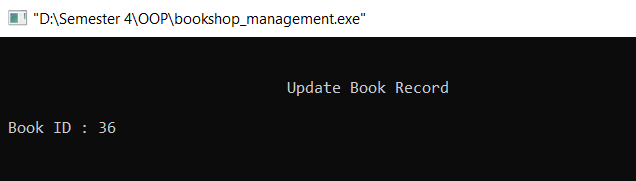 "D:\Semester 4\OOP\bookshop_management.exe"
Update Book Record
Book ID : 36